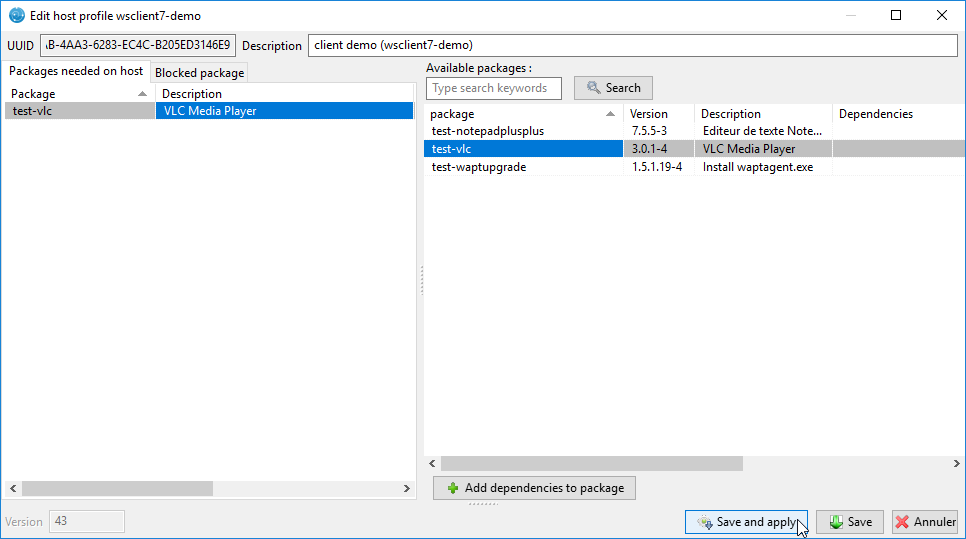 Edit host profile wsclient7-demo
UUID B-4AA3-6283-EC4C-B205ED3146E9 Description client demo (wsclient7-demo)
Packages needed on host Blocked package
Package Description
test-vlc VLC Media Player
Available packages :
Type search keywords Search
package Version Description Dependencies
test-notepadplusplus 7.5.5-3 Editeur de texte Note...
test-vlc 3.0.1-4 VLC Media Player
test-waptupgrade 1.5.1.19-4 Install waptagent.exe
Add dependencies to package
Version 43 Save and apply Save Annuler